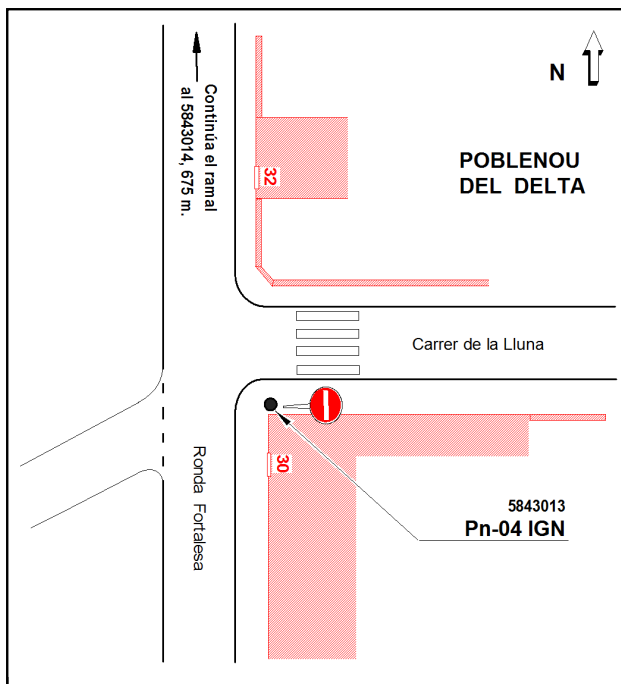 Continúa el ramal
al 5843014, 675 m.
N
POBLENOU
DEL DELTA
32
Carrer de la Lluna
30
Ronda Fortalesa
5843013
Pn-04 IGN